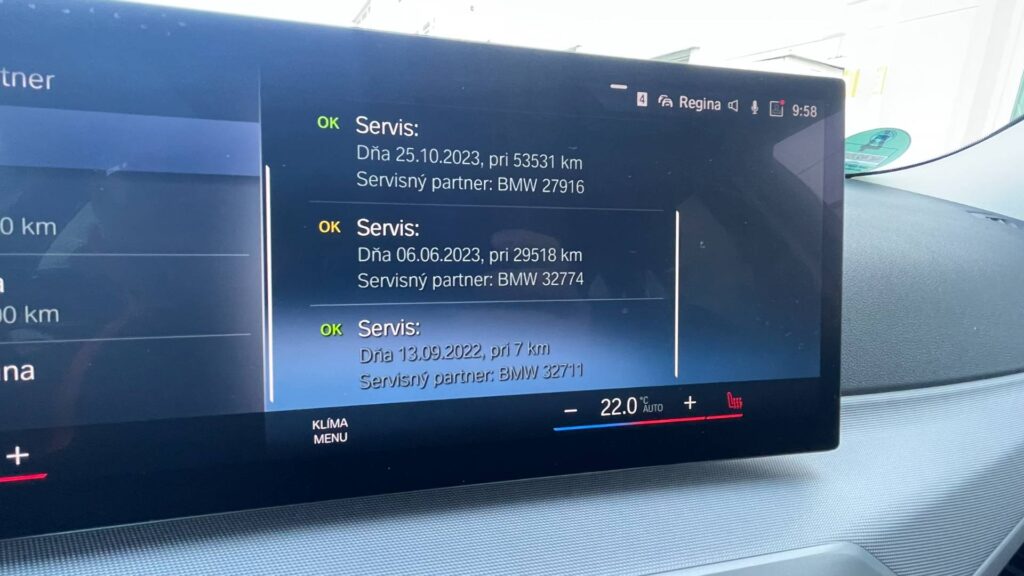 tner
4 Regina 9:58
OK Servis:
Dňa 25.10.2023, pri 53531 km
Servisný partner: BMW 27916
0 km
OK Servis:
Dňa 06.06.2023, pri 29518 km
Servisný partner: BMW 32774
a
00 km
OK Servis:
Dňa 13.09.2022, pri 7 km
Servisný partner: BMW 32711
ina
KLÍMA
MENU
− 22.0 °C AUTO +
+